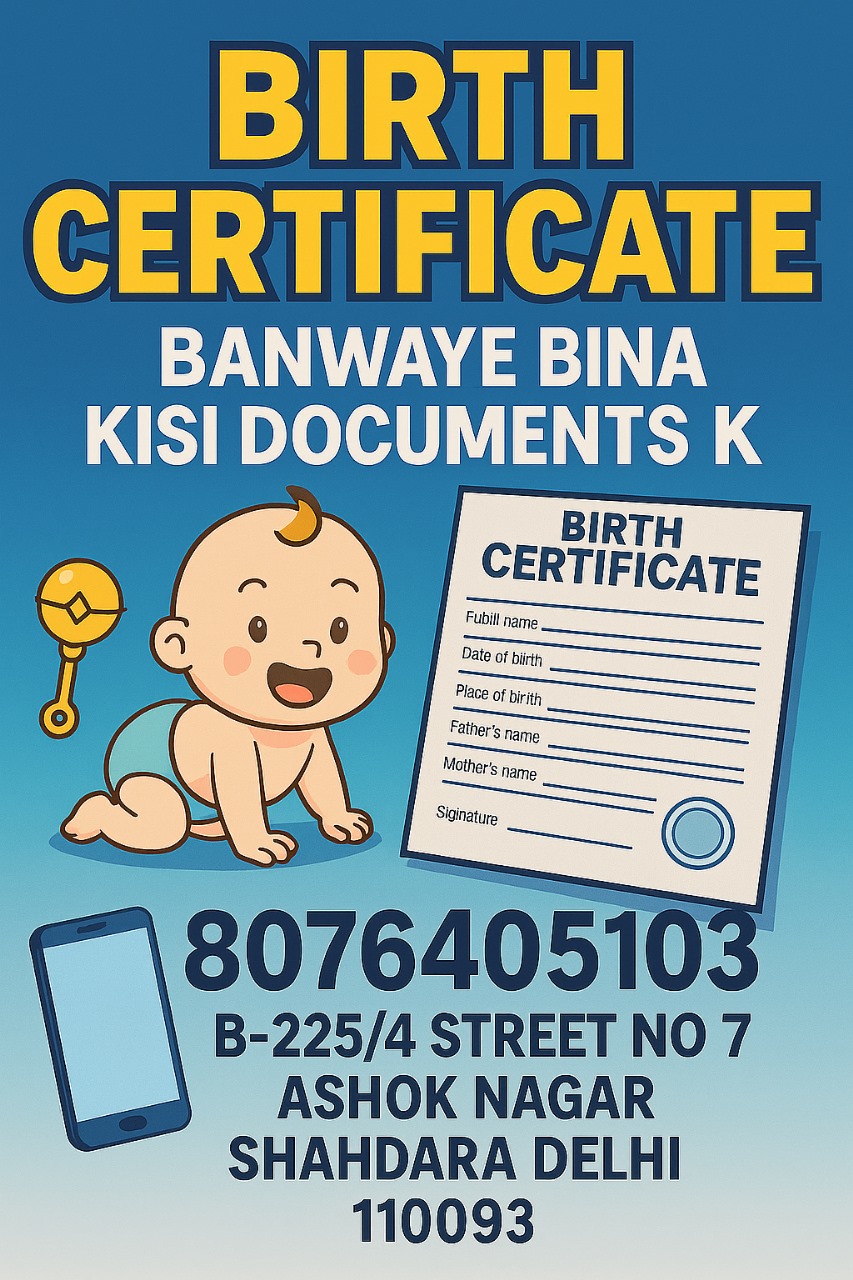 BIRTH
CERTIFICATE
BANWAYE BINA
KISI DOCUMENTS K
BIRTH
CERTIFICATE
Fubill name
Date of biirth
Place of birith
Father's name
Mother's name
Siginature
8076405103
B-225/4 STREET NO 7
ASHOK NAGAR
SHAHDARA DELHI
110093